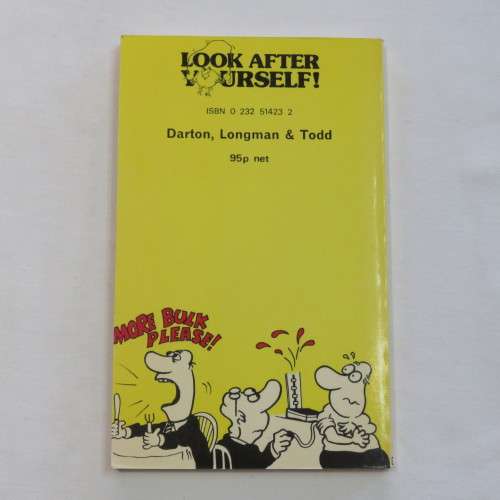 LOOK AFTER
YOURSELF!
ISBN 0 232 51423 2
Darton, Longman & Todd
95p net
MORE BULK
PLEASE!